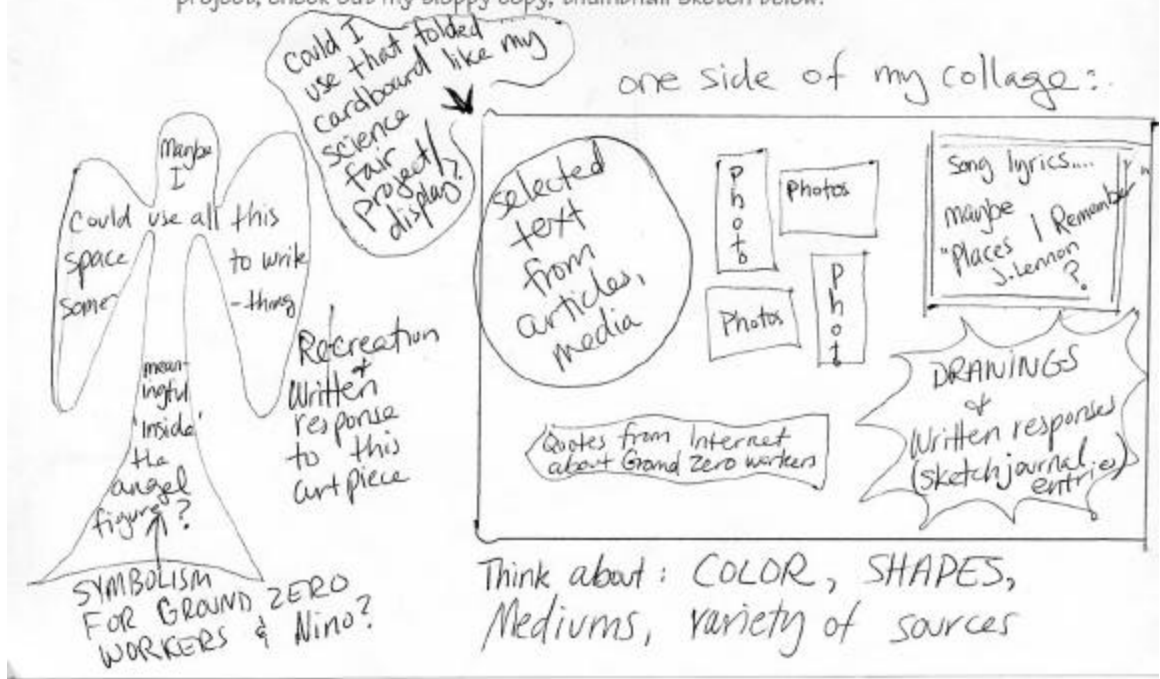 project, check out my sloppy copy, thumbnail sketch below:
Could I
use that folded
cardboard like my
science
fair
project/
display?
one side of my collage:
Maybe
I
Could use all this
space to write
some -thing
mean-
ingful
'inside'
the
angel
figure?
SYMBOLISM
FOR GROUND ZERO
WORKERS & Nino?
Recreation
&
Written
response
to this
art piece
Selected
text
from
articles,
media
Photo
Photos
Photos
Photo
Song lyrics....
maybe
"Places I Remember"
J. Lennon
?
Quotes from Internet
about Ground Zero workers
DRAWINGS
&
Written responses
(sketchjournal
entries)
Think about: COLOR, SHAPES,
Mediums, variety of sources